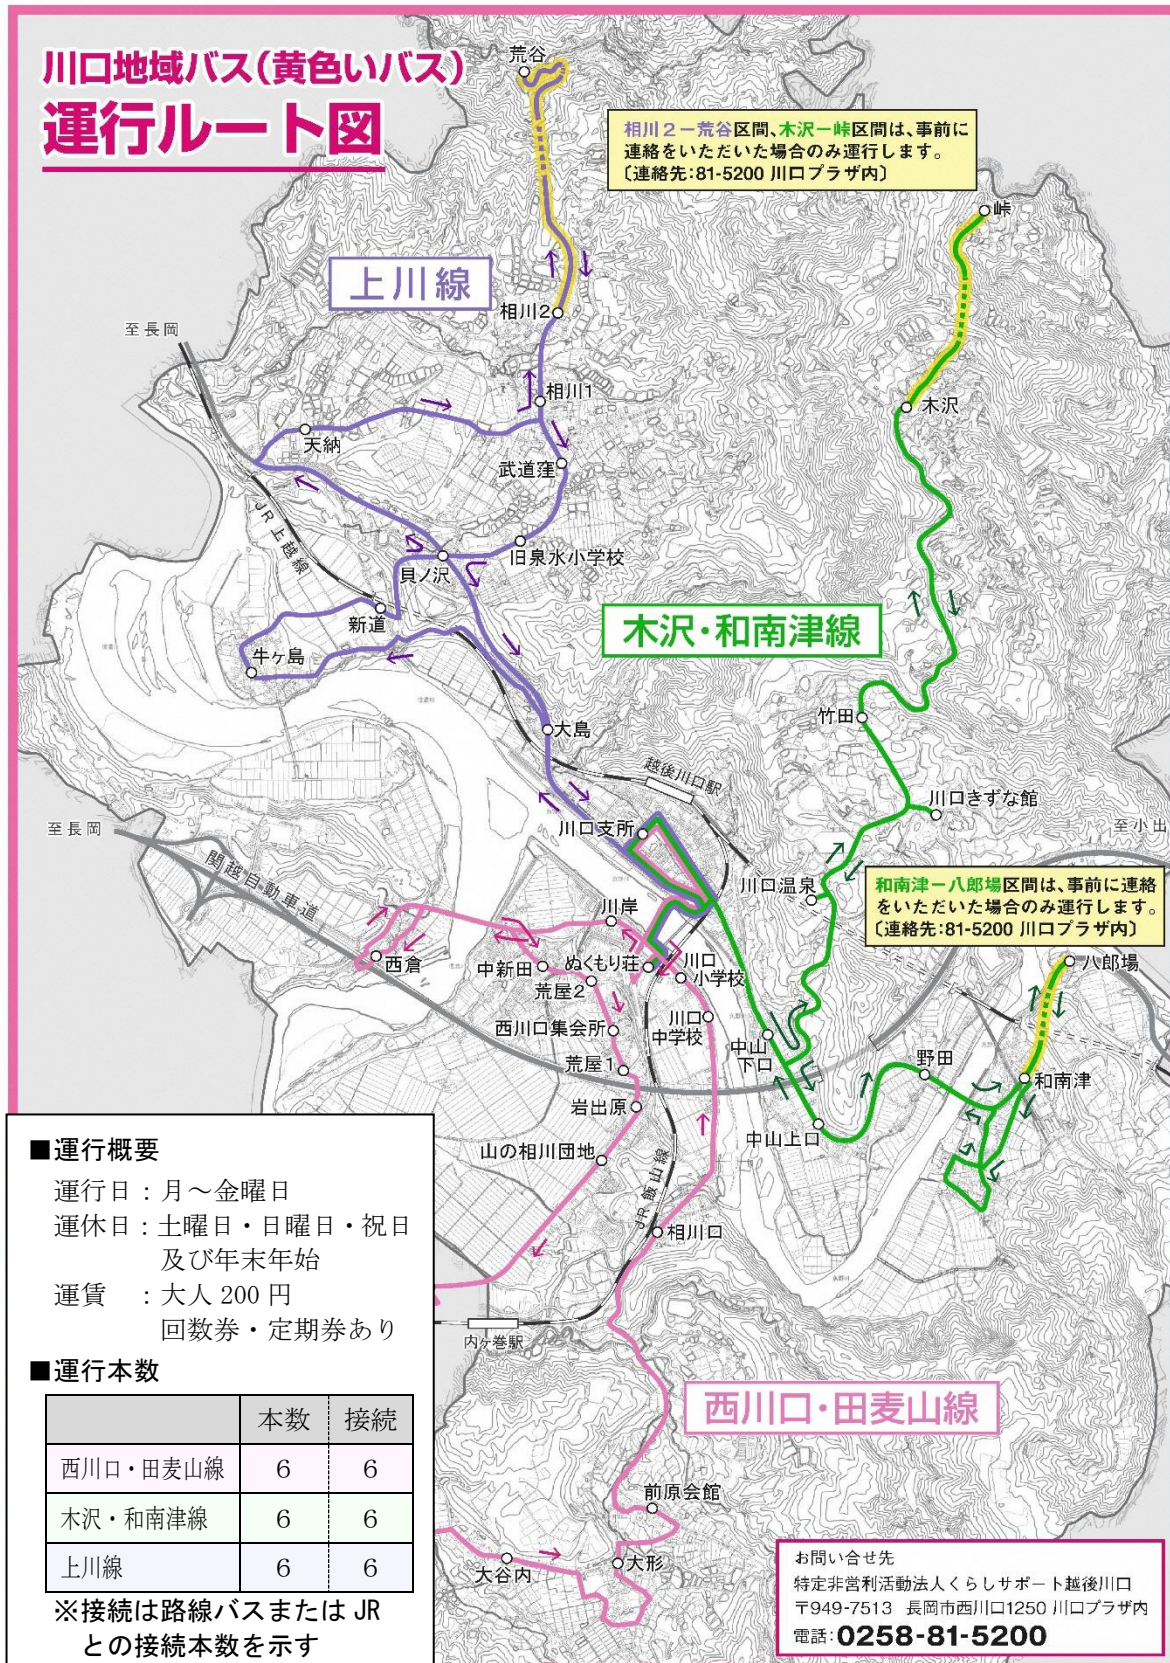 川口地域バス(黄色いバス)
運行ルート図
荒谷
相川2ー荒谷区間、木沢ー峠区間は、事前に
連絡をいただいた場合のみ運行します。
〔連絡先:81-5200 川口プラザ内〕
峠
上川線
相川2
至長岡
相川1
木沢
天納
武道窪
JR上越線
旧泉水小学校
貝ノ沢
新道
木沢・和南津線
牛ヶ島
竹田
大島
越後川口駅
川口きずな館
至長岡
川口支所
至小出
関越自動車道
川口温泉
和南津ー八郎場区間は、事前に連絡
をいただいた場合のみ運行します。
〔連絡先:81-5200 川口プラザ内〕
川岸
西倉
中新田
ぬくもり荘
川口
小学校
八郎場
荒屋2
西川口集会所
川口
中学校
中山
下口
荒屋1
野田
和南津
岩出原
中山上口
山の相川団地
JR飯山線
相川口
内ヶ巻駅
西川口・田麦山線
前原会館
大谷内
大形
■運行概要
運行日：月～金曜日
運休日：土曜日・日曜日・祝日
及び年末年始
運賃　：大人 200 円
回数券・定期券あり
■運行本数
本数 接続
西川口・田麦山線 6 6
木沢・和南津線 6 6
上川線 6 6
※接続は路線バスまたは JR
との接続本数を示す
お問い合せ先
特定非営利活動法人くらしサポート越後川口
〒949-7513 長岡市西川口1250 川口プラザ内
電話:0258-81-5200